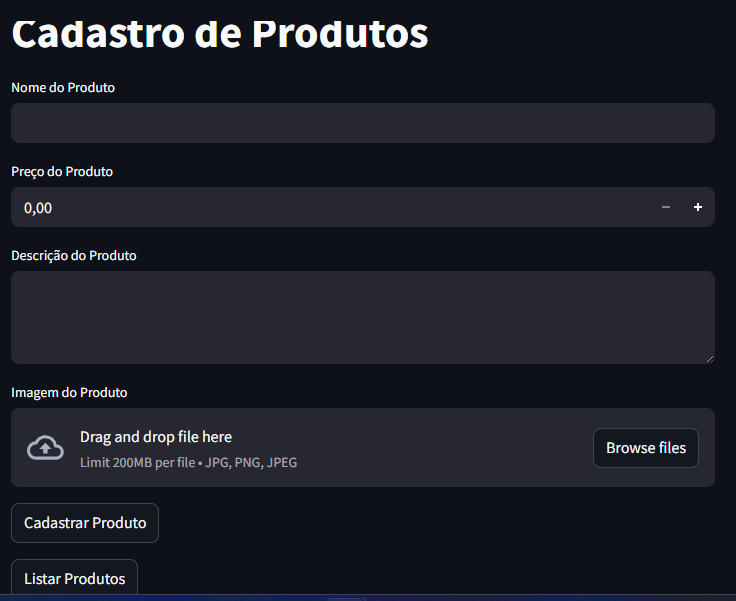 Cadastro de Produtos
Nome do Produto
Preço do Produto
0,00
Descrição do Produto
Imagem do Produto
Drag and drop file here
Limit 200MB per file • JPG, PNG, JPEG
Browse files
Cadastrar Produto
Listar Produtos